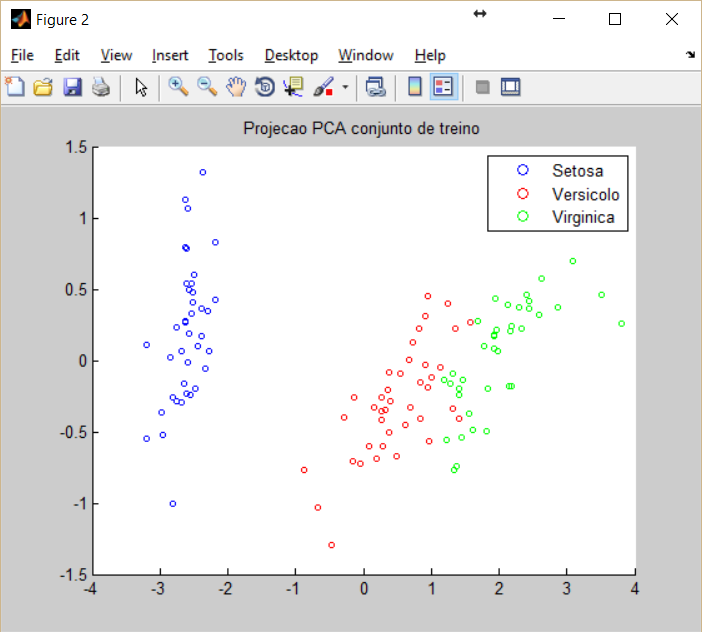 Figure 2
File Edit View Insert Tools Desktop Window Help
Projecao PCA conjunto de treino
1.5
1
0.5
0
-0.5
-1
-1.5
-4 -3 -2 -1 0 1 2 3 4
Setosa
Versicolo
Virginica